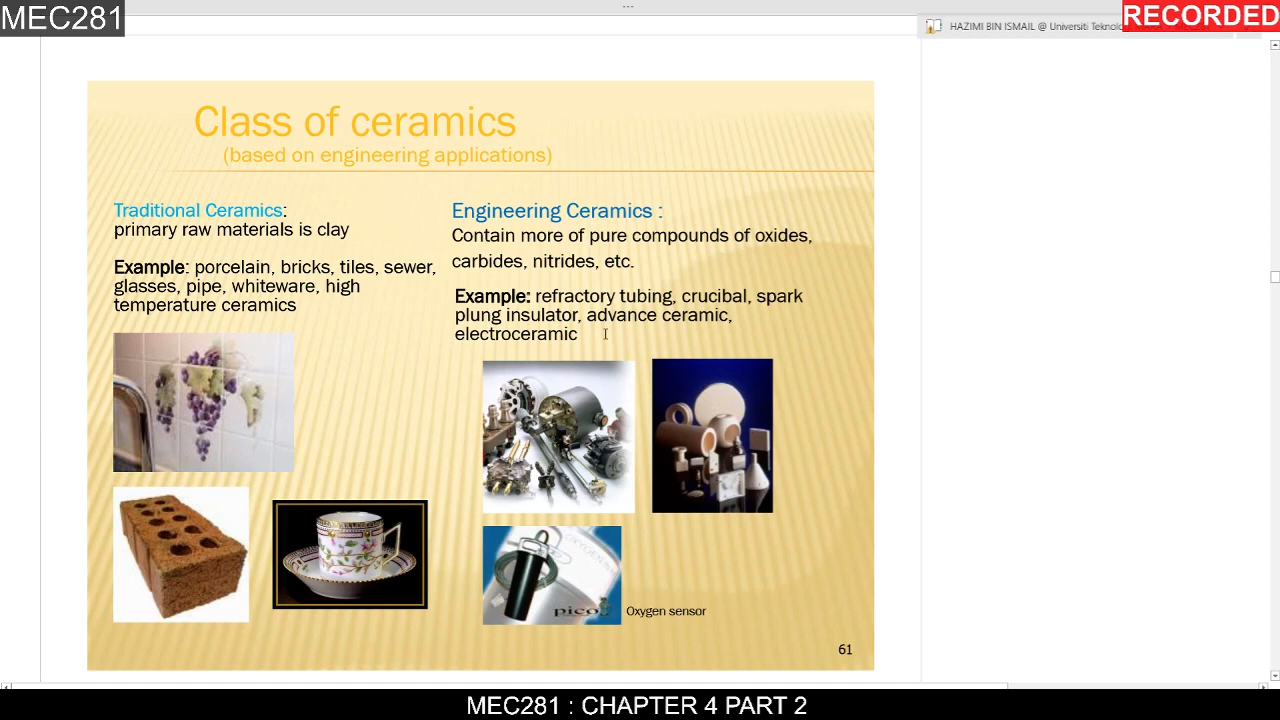 MEC281
HAZIMI BIN ISMAIL @ Universiti Teknolo
RECORDED
Class of ceramics
(based on engineering applications)
Traditional Ceramics:
primary raw materials is clay
Example: porcelain, bricks, tiles, sewer,
glasses, pipe, whiteware, high
temperature ceramics
Engineering Ceramics :
Contain more of pure compounds of oxides,
carbides, nitrides, etc.
Example: refractory tubing, crucibal, spark
plung insulator, advance ceramic,
electroceramic
pico
Oxygen sensor
61
MEC281 : CHAPTER 4 PART 2